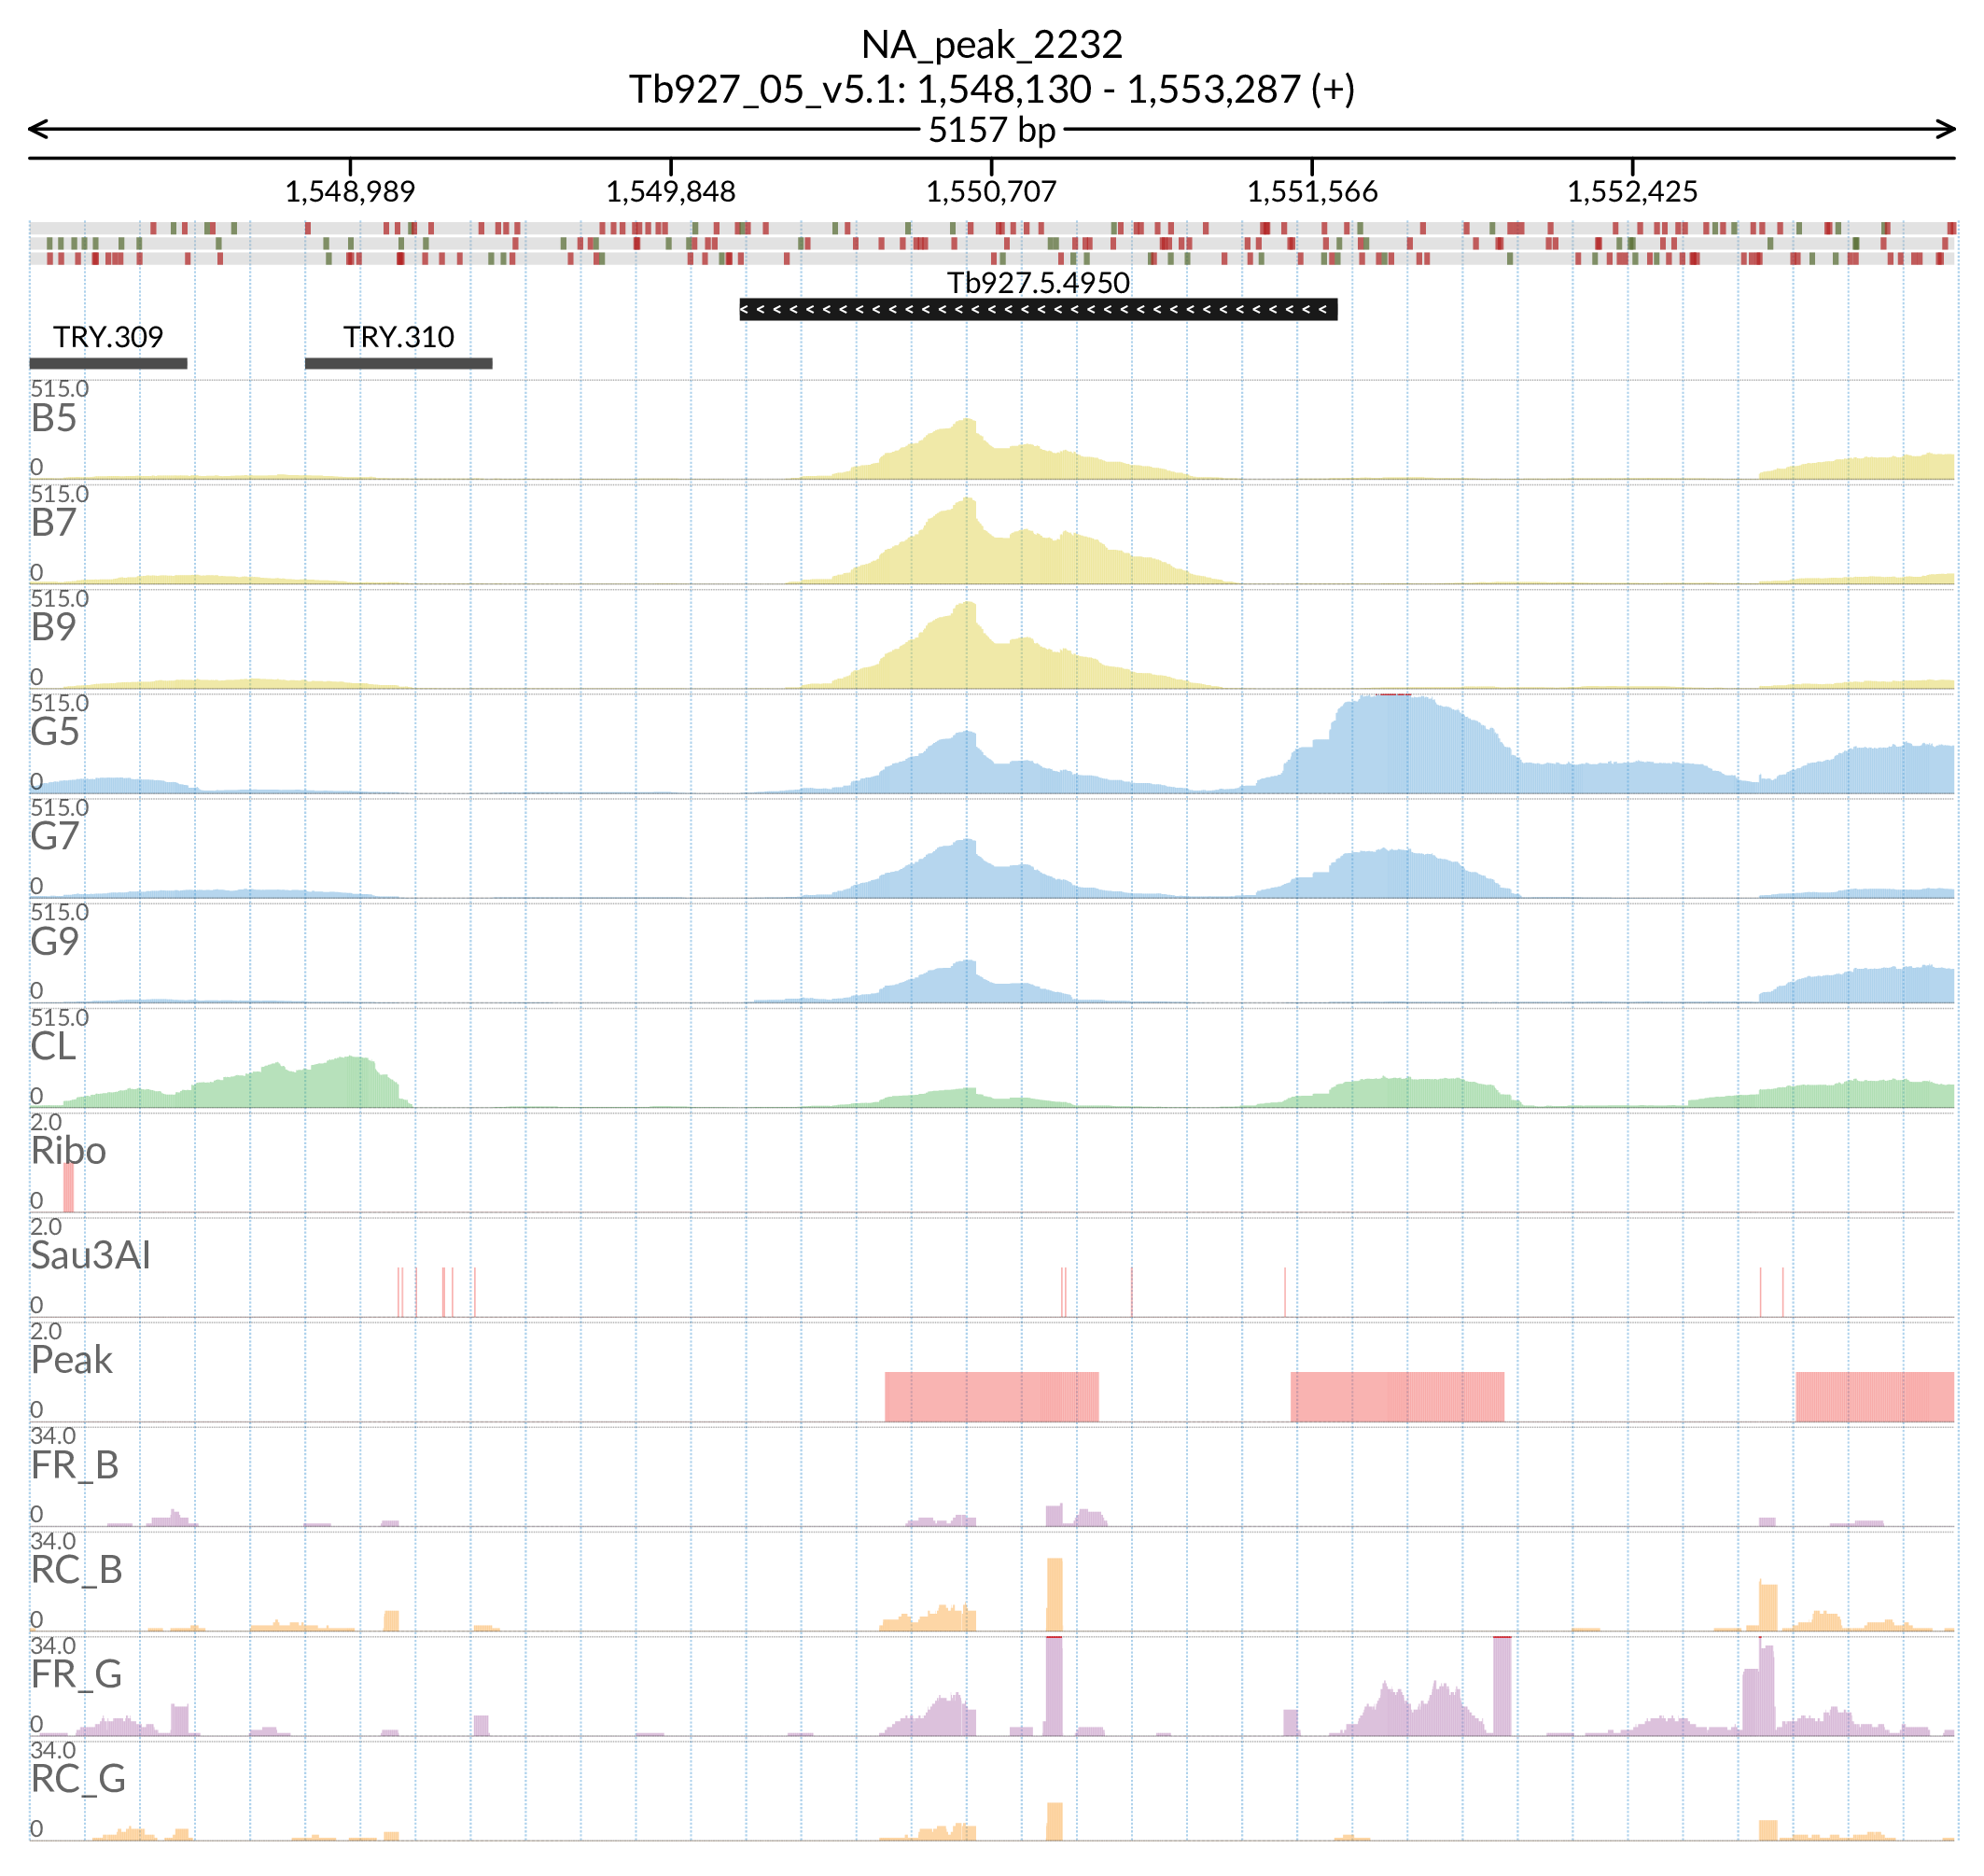 NA_peak_2232
Tb927_05_v5.1: 1,548,130 - 1,553,287 (+)
5157 bp
1,548,989 1,549,848 1,550,707 1,551,566 1,552,425
Tb927.5.4950
TRY.309 TRY.310
515.0
B5
0
515.0
B7
0
515.0
B9
0
515.0
G5
0
515.0
G7
0
515.0
G9
0
515.0
CL
0
2.0
Ribo
0
2.0
Sau3AI
0
2.0
Peak
0
34.0
FR_B
0
34.0
RC_B
0
34.0
FR_G
0
34.0
RC_G
0